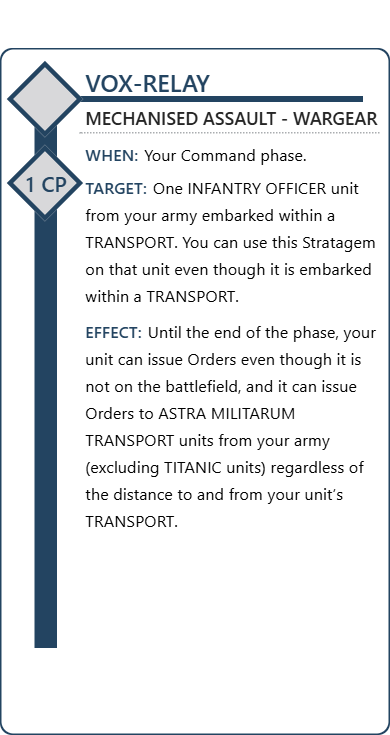 VOX-RELAY
MECHANISED ASSAULT - WARGEAR
WHEN: Your Command phase.
1 CP
TARGET: One INFANTRY OFFICER unit
from your army embarked within a
TRANSPORT. You can use this Stratagem
on that unit even though it is embarked
within a TRANSPORT.
EFFECT: Until the end of the phase, your
unit can issue Orders even though it is
not on the battlefield, and it can issue
Orders to ASTRA MILITARUM
TRANSPORT units from your army
(excluding TITANIC units) regardless of
the distance to and from your unit’s
TRANSPORT.